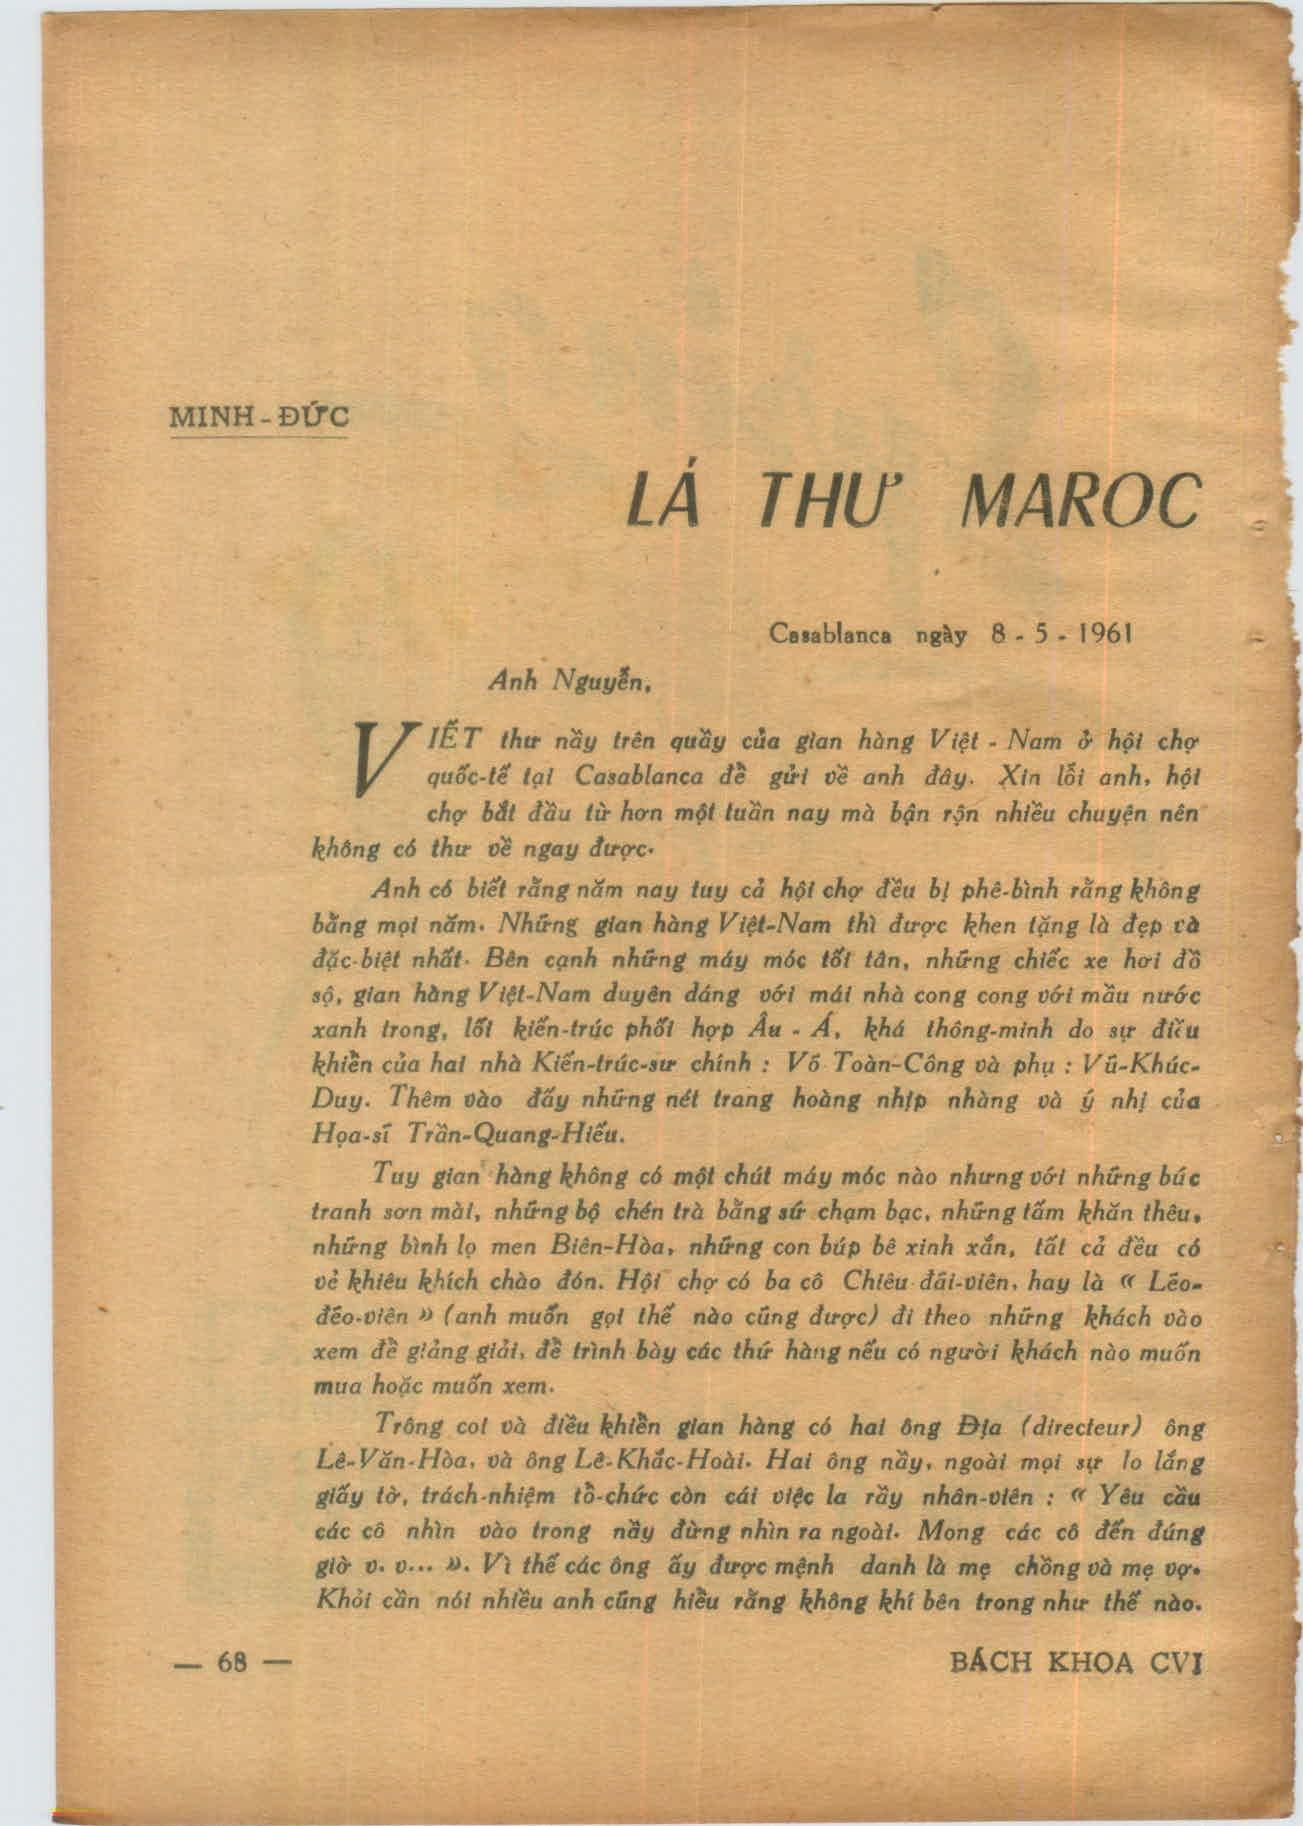 MINH - ĐỨC
LÁ THƯ MAROC
Casablanca ngày 8 - 5 - 1961
Anh Nguyễn,
VIẾT thư nầy trên quầy của gian hàng Việt - Nam ở hội chợ
quốc-tế tại Casablanca để gửi về anh đây. Xin lỗi anh, hội
chợ bắt đầu từ hơn một tuần nay mà bận rộn nhiều chuyện nên
không có thư về ngay được.
Anh có biết rằng năm nay tuy cả hội chợ đều bị phê-bình rằng không
bằng mọi năm. Những gian hàng Việt-Nam thì được khen tặng là đẹp và
đặc-biệt nhất. Bên cạnh những máy móc tối tân, những chiếc xe hơi đồ
sộ, gian hàng Việt-Nam duyên dáng với mái nhà cong cong với mầu nước
xanh trong, lối kiến-trúc phối hợp Âu - Á, khá thông-minh do sự điều
khiển của hai nhà Kiến-trúc-sư chính : Võ Toàn-Công và phụ : Vũ-Khúc-
Duy. Thêm vào đấy những nét trang hoàng nhịp nhàng và ý nhị của
Họa-sĩ Trần-Quang-Hiếu.
Tuy gian hàng không có một chút máy móc nào nhưng với những bức
tranh sơn mài, những bộ chén trà bằng sứ chạm bạc, những tấm khăn thêu,
những bình lọ men Biên-Hòa, những con búp bê xinh xắn, tất cả đều có
vẻ khiêu khích chào đón. Hội chợ có ba cô Chiêu-đãi-viên, hay là « Lẽo-
đẽo-viên » (anh muốn gọi thế nào cũng được) đi theo những khách vào
xem để giảng giải, để trình bày các thứ hàng nếu có người khách nào muốn
mua hoặc muốn xem.
Trông coi và điều khiển gian hàng có hai ông Địa (directeur) ông
Lê-Văn-Hòa, và ông Lê-Khắc-Hoài. Hai ông nầy, ngoài mọi sự lo lắng
giấy tờ, trách-nhiệm tổ-chức còn cái việc la rầy nhân-viên : « Yêu cầu
các cô nhìn vào trong nầy đừng nhìn ra ngoài. Mong các cô đến đúng
giờ v. v... ». Vì thế các ông ấy được mệnh danh là mẹ chồng và mẹ vợ.
Khỏi cần nói nhiều anh cũng hiểu rằng không khí bên trong như thế nào.
— 68 —
BÁCH KHOA CVI